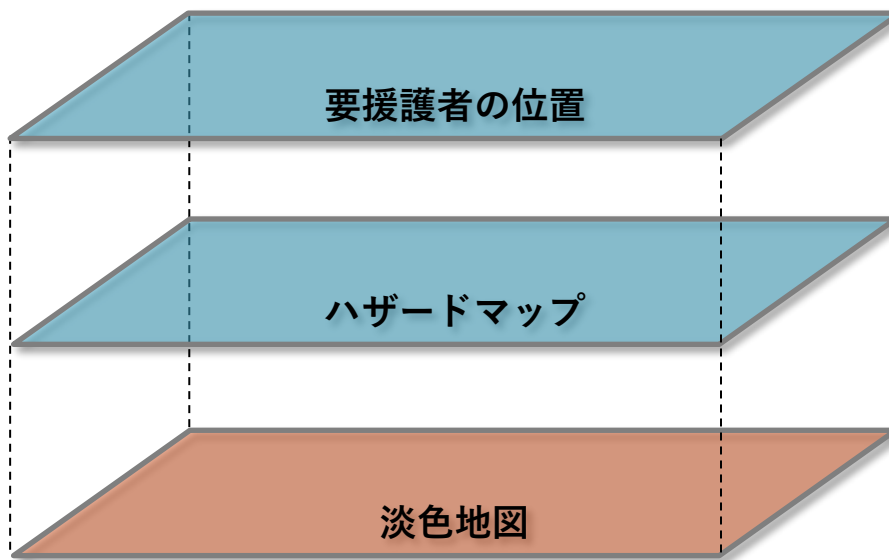 要援護者の位置
ハザードマップ
淡色地図